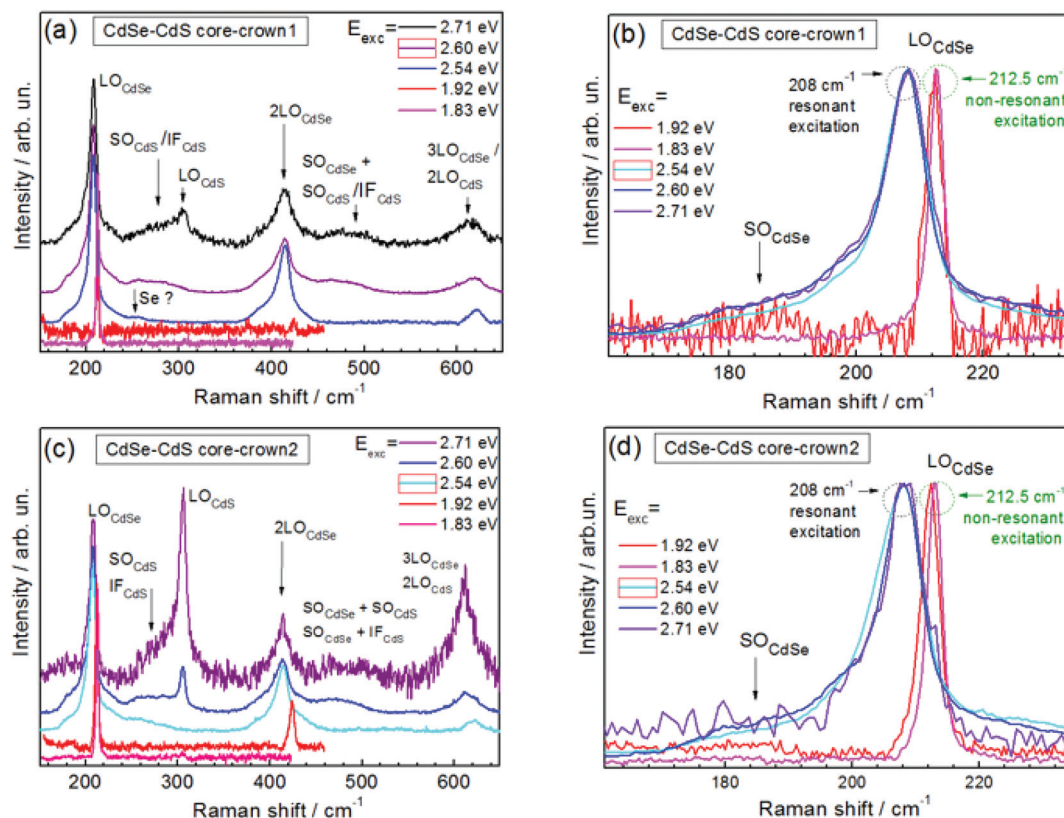 (a) CdSe-CdS core-crown1
E_exc = 2.71 eV
2.60 eV
2.54 eV
1.92 eV
1.83 eV
LO_CdSe
SO_CdS/IF_CdS
LO_CdS
2LO_CdSe
SO_CdSe +
SO_CdS/IF_CdS
3LO_CdSe /
2LO_CdS
Se ?
Intensity / arb. un.
200 300 400 500 600
Raman shift / cm⁻¹
(b) CdSe-CdS core-crown1
LO_CdSe
208 cm⁻¹
resonant
excitation
212.5 cm⁻¹
non-resonant
excitation
E_exc =
1.92 eV
1.83 eV
2.54 eV
2.60 eV
2.71 eV
SO_CdSe
Intensity / arb. un.
180 200 220
Raman shift / cm⁻¹
(c) CdSe-CdS core-crown2
E_exc = 2.71 eV
2.60 eV
2.54 eV
1.92 eV
1.83 eV
LO_CdSe
LO_CdS
SO_CdS
IF_CdS
2LO_CdSe
3LO_CdSe
2LO_CdS
SO_CdSe + SO_CdS
SO_CdSe + IF_CdS
Intensity / arb. un.
200 300 400 500 600
Raman shift / cm⁻¹
(d) CdSe-CdS core-crown2
LO_CdSe
208 cm⁻¹
resonant
excitation
212.5 cm⁻¹
non-resonant
excitation
E_exc =
1.92 eV
1.83 eV
2.54 eV
2.60 eV
2.71 eV
SO_CdSe
Intensity / arb.un.
180 200 220
Raman shift / cm⁻¹